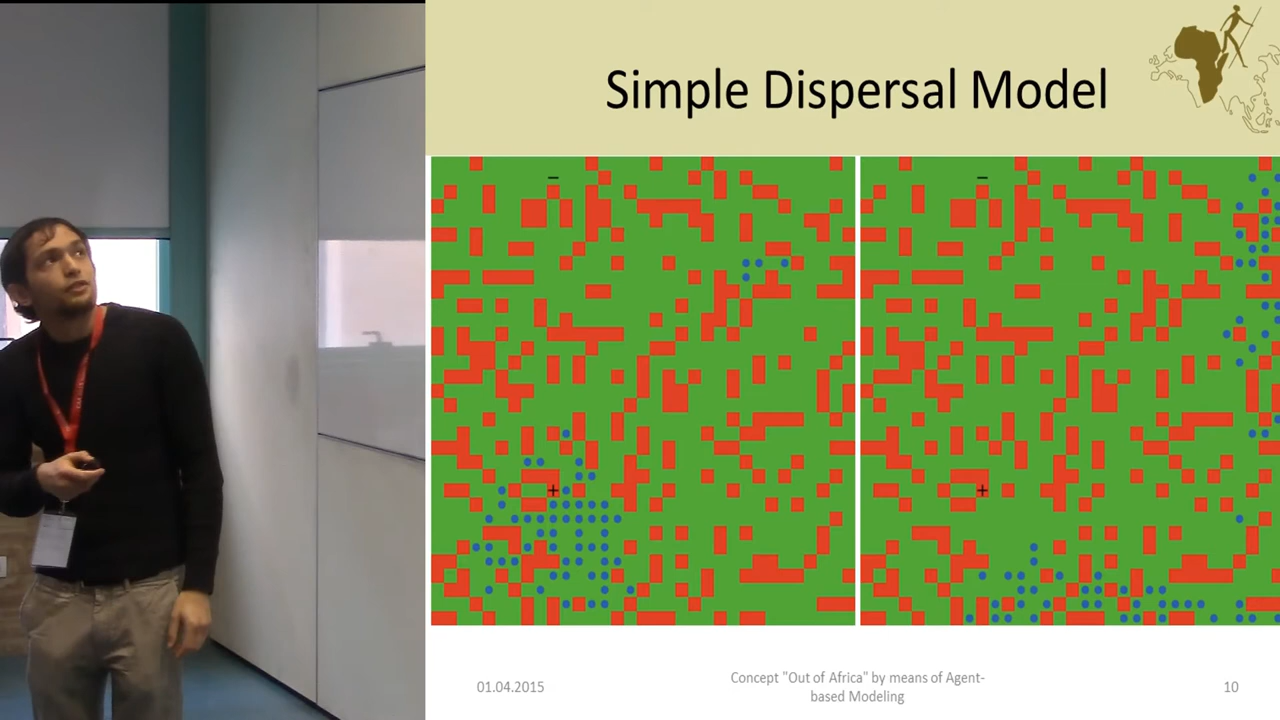 Simple Dispersal Model
−
+
−
+
01.04.2015
Concept "Out of Africa" by means of Agent-
based Modeling
10